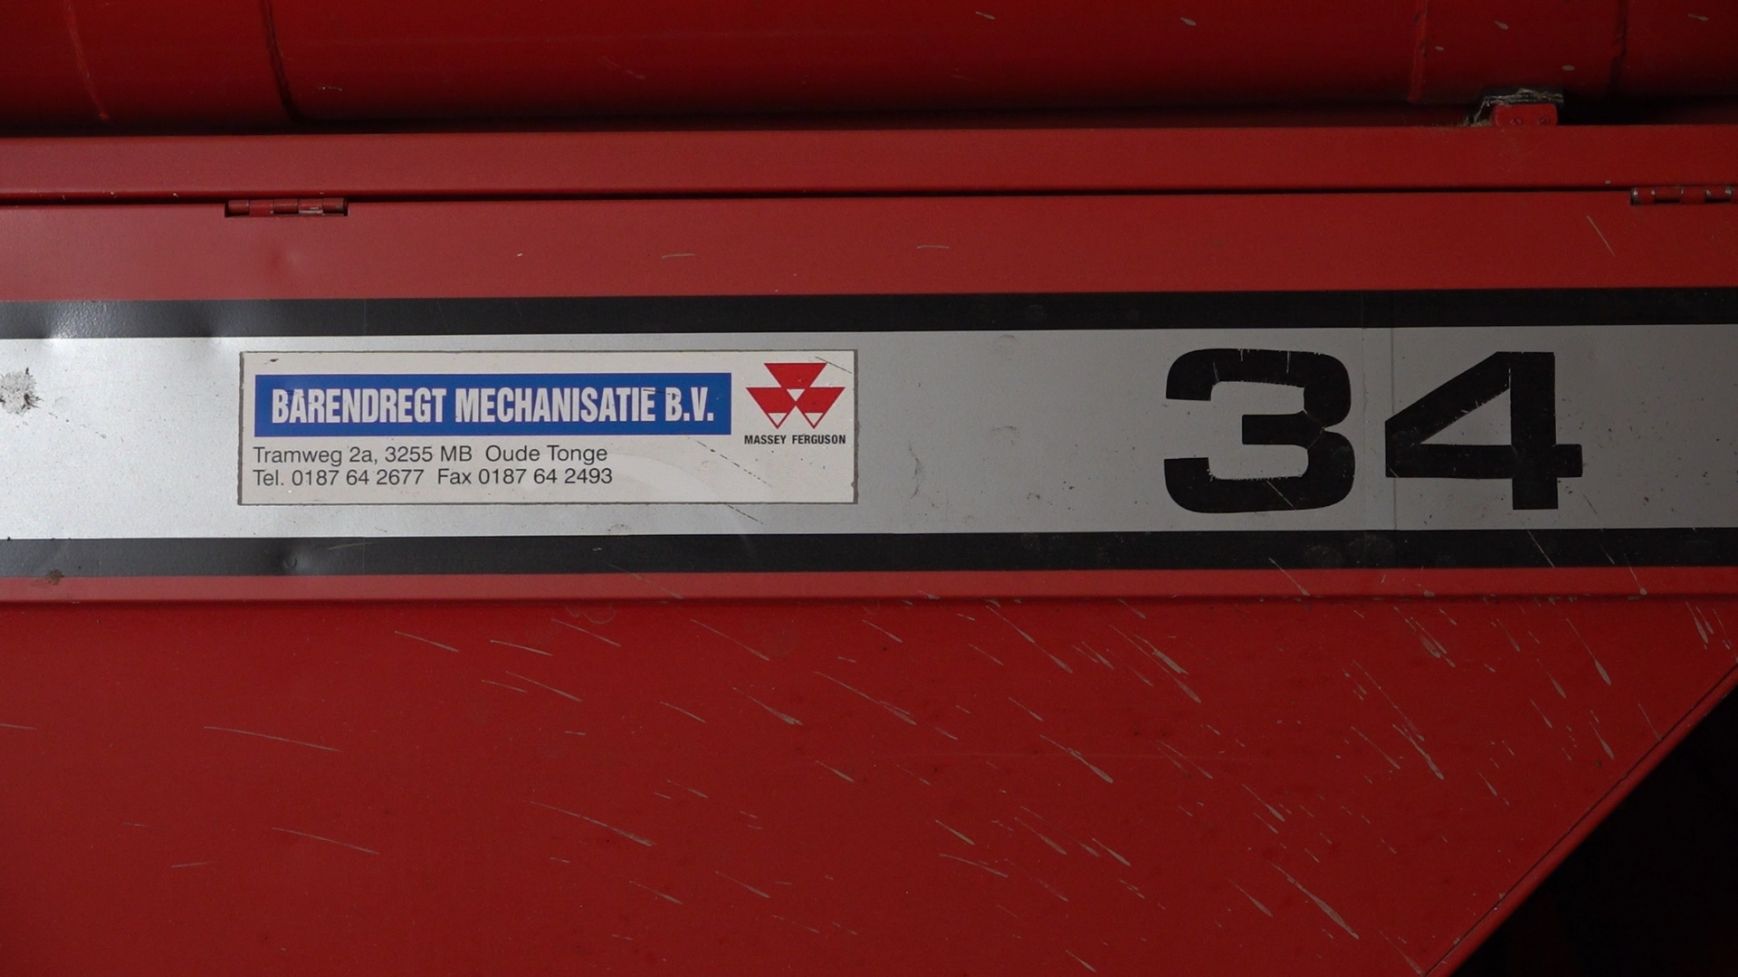 BARENDREGT MECHANISATIE B.V.
MASSEY FERGUSON
Tramweg 2a, 3255 MB Oude Tonge
Tel. 0187 64 2677 Fax 0187 64 2493
34